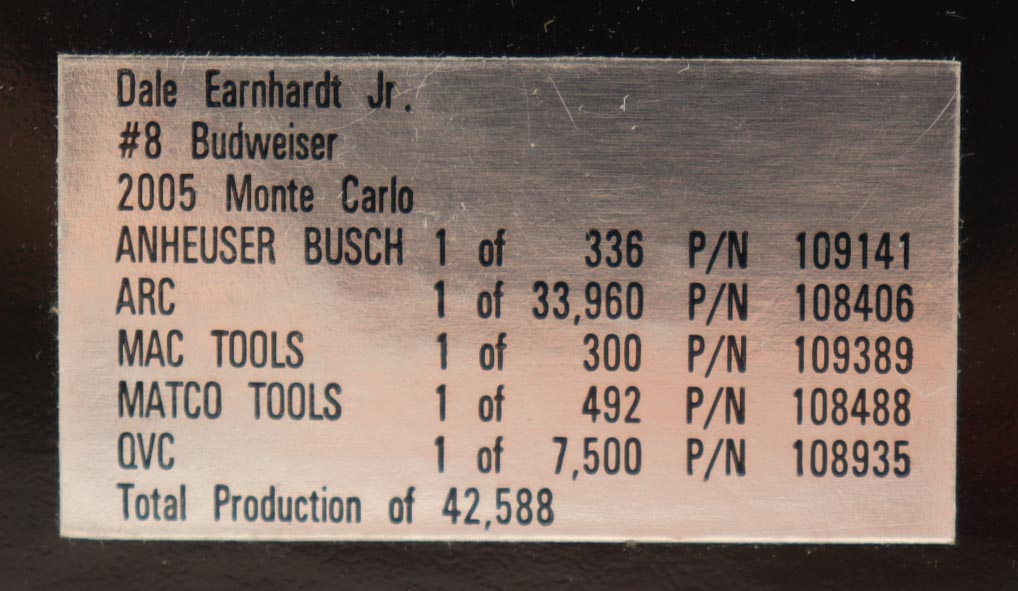 Dale Earnhardt Jr.
#8 Budweiser
2005 Monte Carlo
ANHEUSER BUSCH 1 of 336 P/N 109141
ARC 1 of 33,960 P/N 108406
MAC TOOLS 1 of 300 P/N 109389
MATCO TOOLS 1 of 492 P/N 108488
QVC 1 of 7,500 P/N 108935
Total Production of 42,588